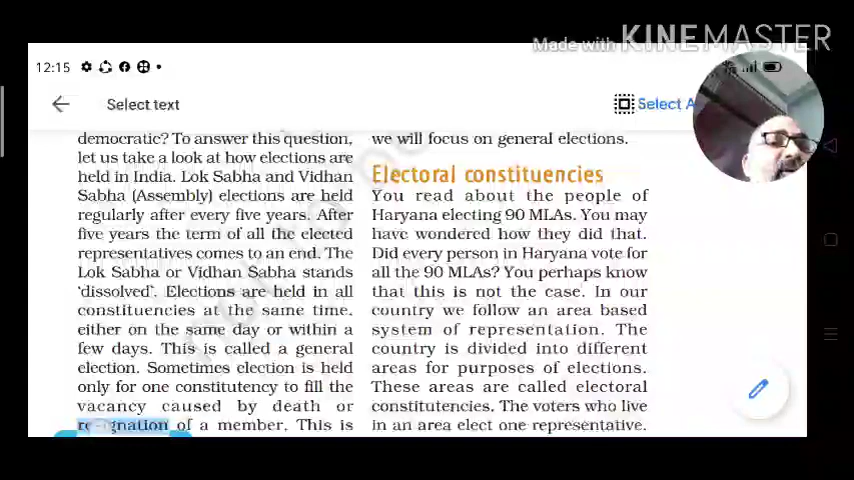 Made with KINEMASTER
12:15
Select text
Select A
democratic? To answer this question,
let us take a look at how elections are
held in India. Lok Sabha and Vidhan
Sabha (Assembly) elections are held
regularly after every five years. After
five years the term of all the elected
representatives comes to an end. The
Lok Sabha or Vidhan Sabha stands
‘dissolved’. Elections are held in all
constituencies at the same time,
either on the same day or within a
few days. This is called a general
election. Sometimes election is held
only for one constitutency to fill the
vacancy caused by death or
resignation of a member. This is
we will focus on general elections.
Electoral constituencies
You read about the people of
Haryana electing 90 MLAs. You may
have wondered how they did that.
Did every person in Haryana vote for
all the 90 MLAs? You perhaps know
that this is not the case. In our
country we follow an area based
system of representation. The
country is divided into different
areas for purposes of elections.
These areas are called electoral
constitutencies. The voters who live
in an area elect one representative.